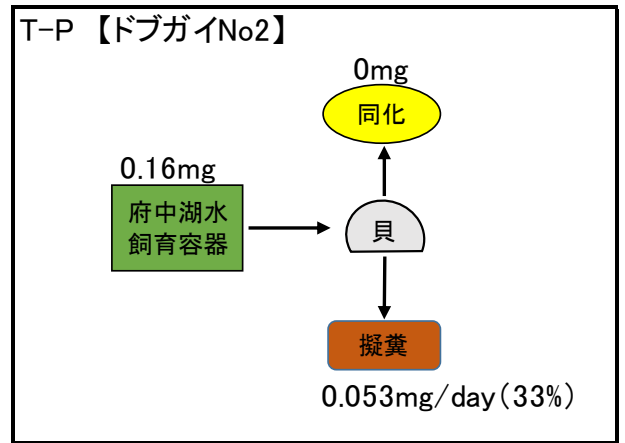 T-P 【ドブガイNo2】
0mg
同化
0.16mg
府中湖水
飼育容器
貝
擬糞
0.053mg/day(33%)